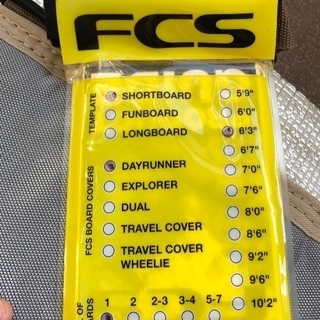 FCS
TEMPLATE
SHORTBOARD
FUNBOARD
LONGBOARD
FCS BOARD COVERS
DAYRUNNER
EXPLORER
DUAL
TRAVEL COVER
TRAVEL COVER
WHEELIE
5'9"
6'0"
6'3"
6'7"
7'0"
7'6"
8'0"
8'6"
9'2"
9'6"
10'2"
OF
1 2 2-3 3-4 5-7